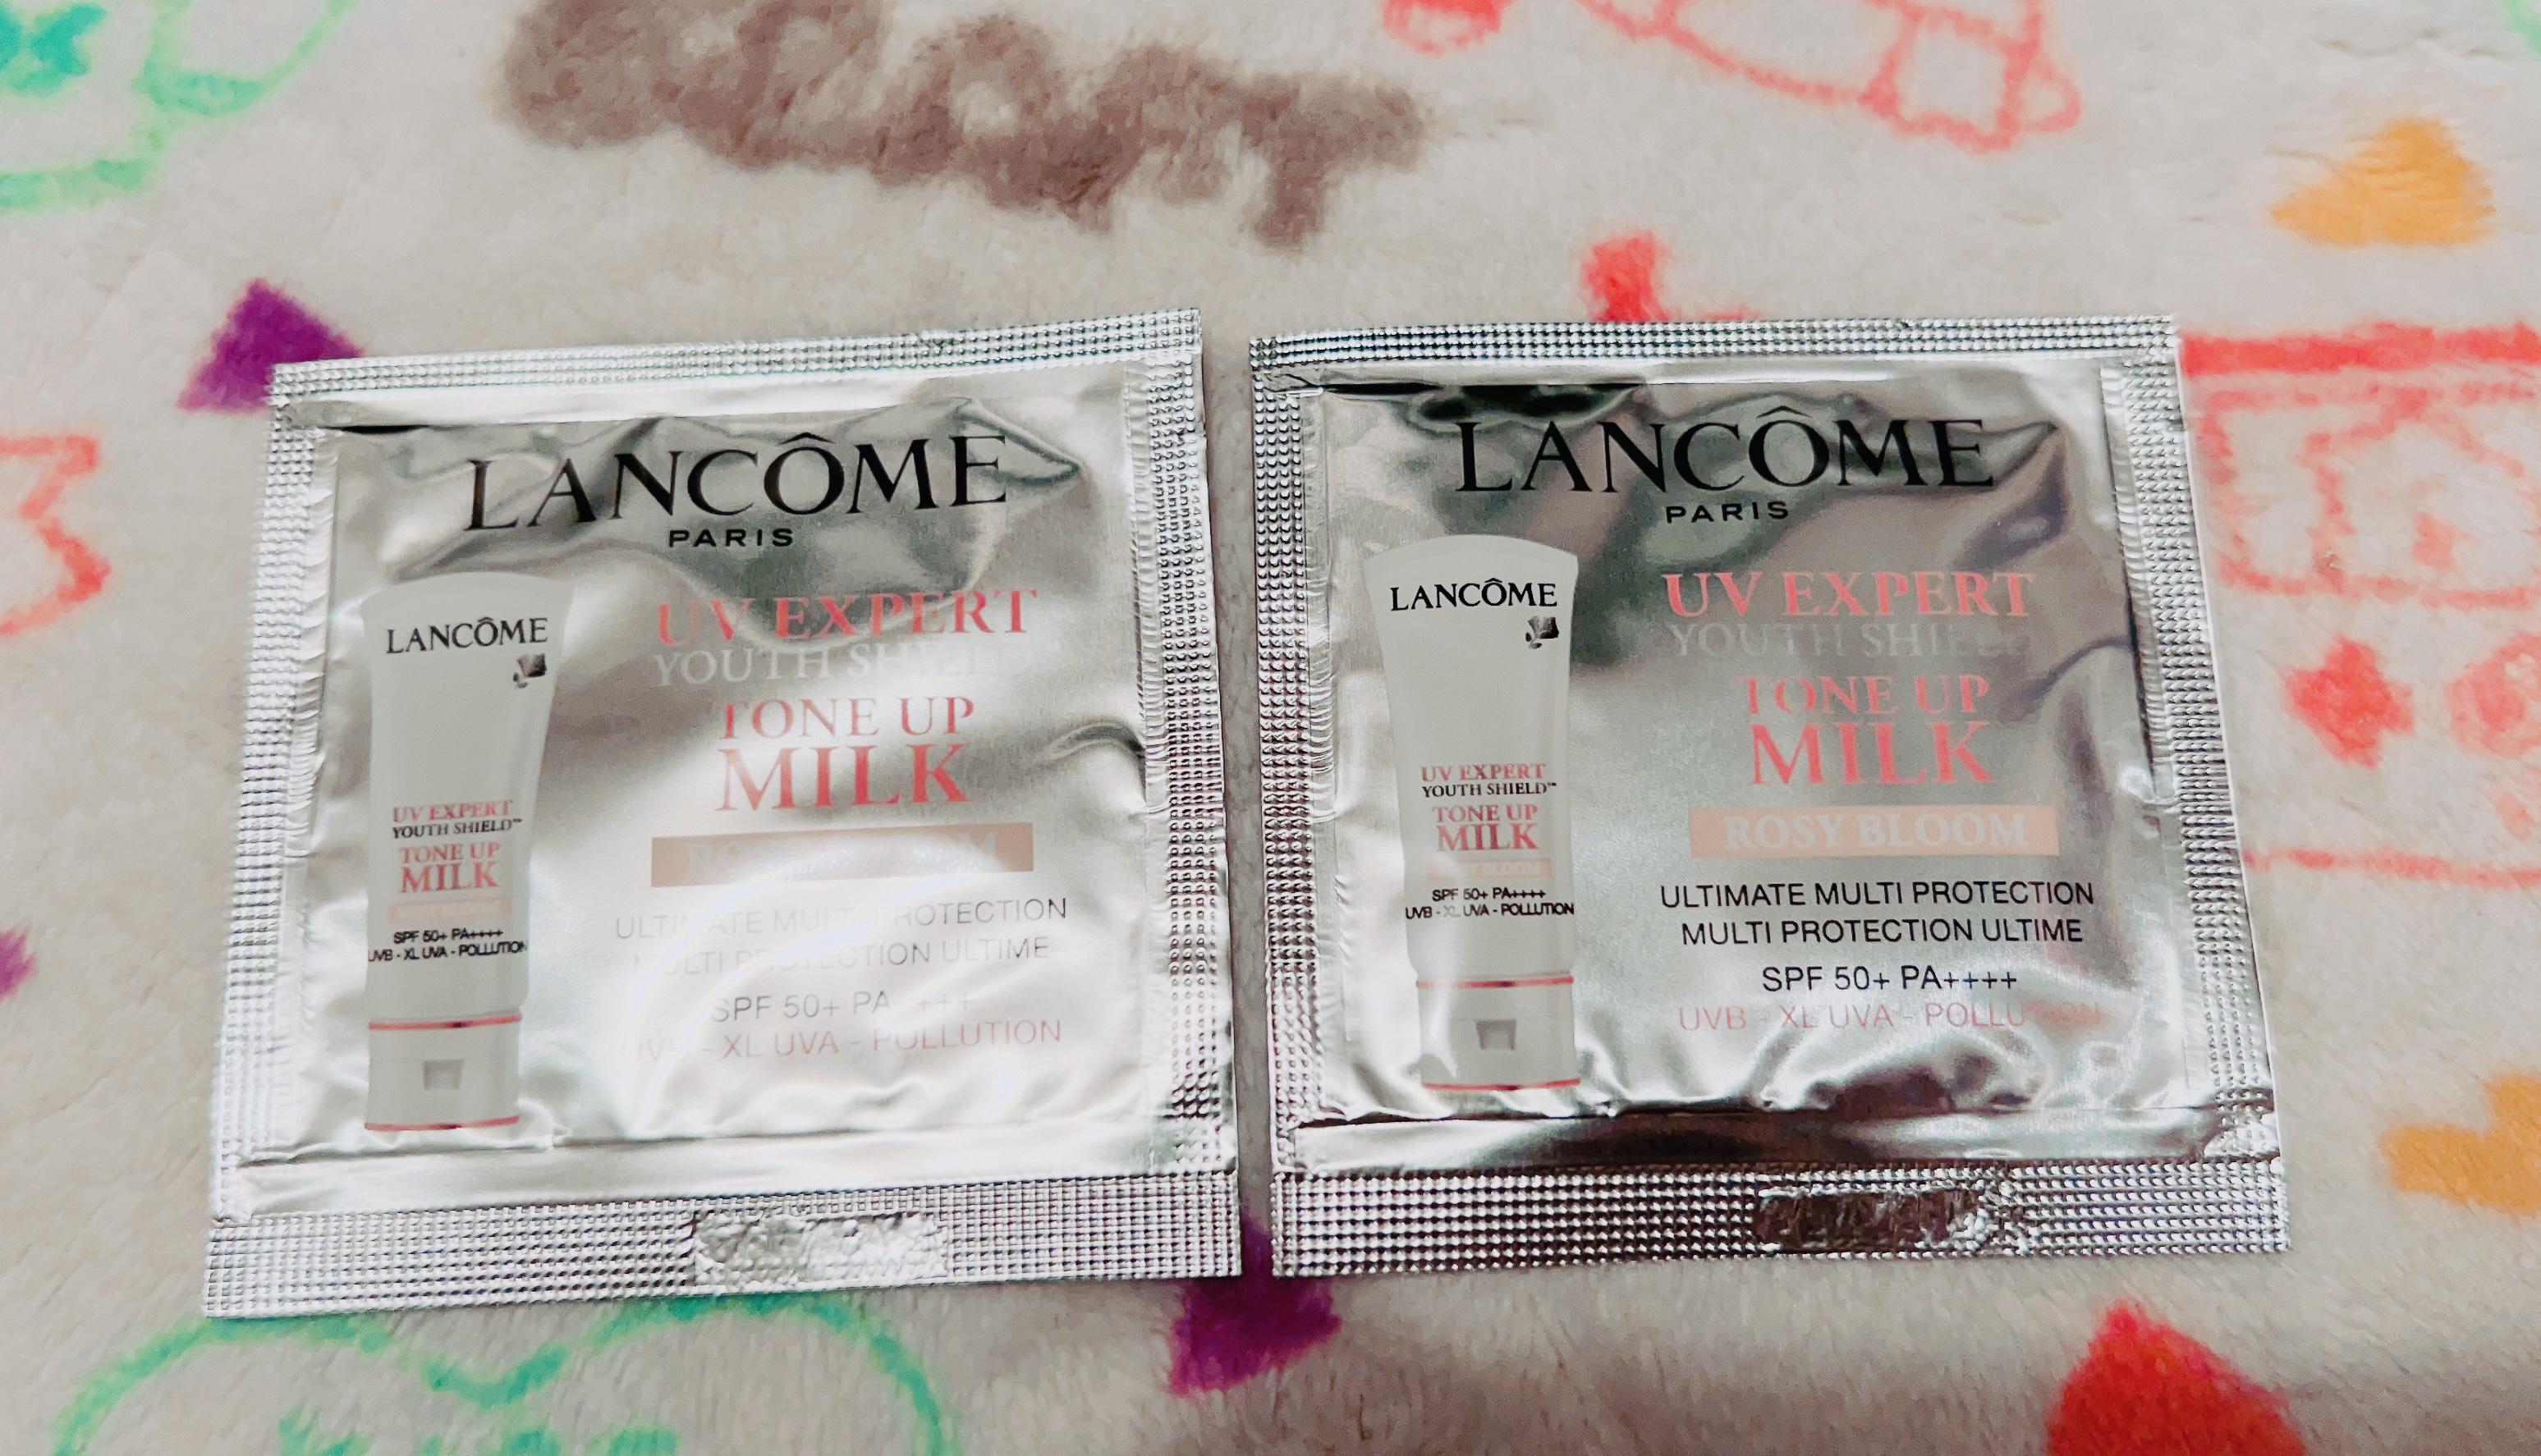 LANCÔME
PARIS
LANCÔME
UV EXPERT
YOUTH SHIELD™
TONE UP
MILK
SPF 50+ PA++++
UVB - XL UVA - POLLUTION
UV EXPERT
YOUTH SHIELD
TONE UP
MILK
ULTIMATE MULTI PROTECTION
MULTI PROTECTION ULTIME
SPF 50+ PA++++
UVB - XL UVA - POLLUTION
LANCÔME
PARIS
LANCÔME
UV EXPERT
YOUTH SHIELD™
TONE UP
MILK
ROSY BLOOM
SPF 50+ PA++++
UVB - XL UVA - POLLUTION
UV EXPERT
YOUTH SHIELD
TONE UP
MILK
ROSY BLOOM
ULTIMATE MULTI PROTECTION
MULTI PROTECTION ULTIME
SPF 50+ PA++++
UVB - XL UVA - POLLUTION